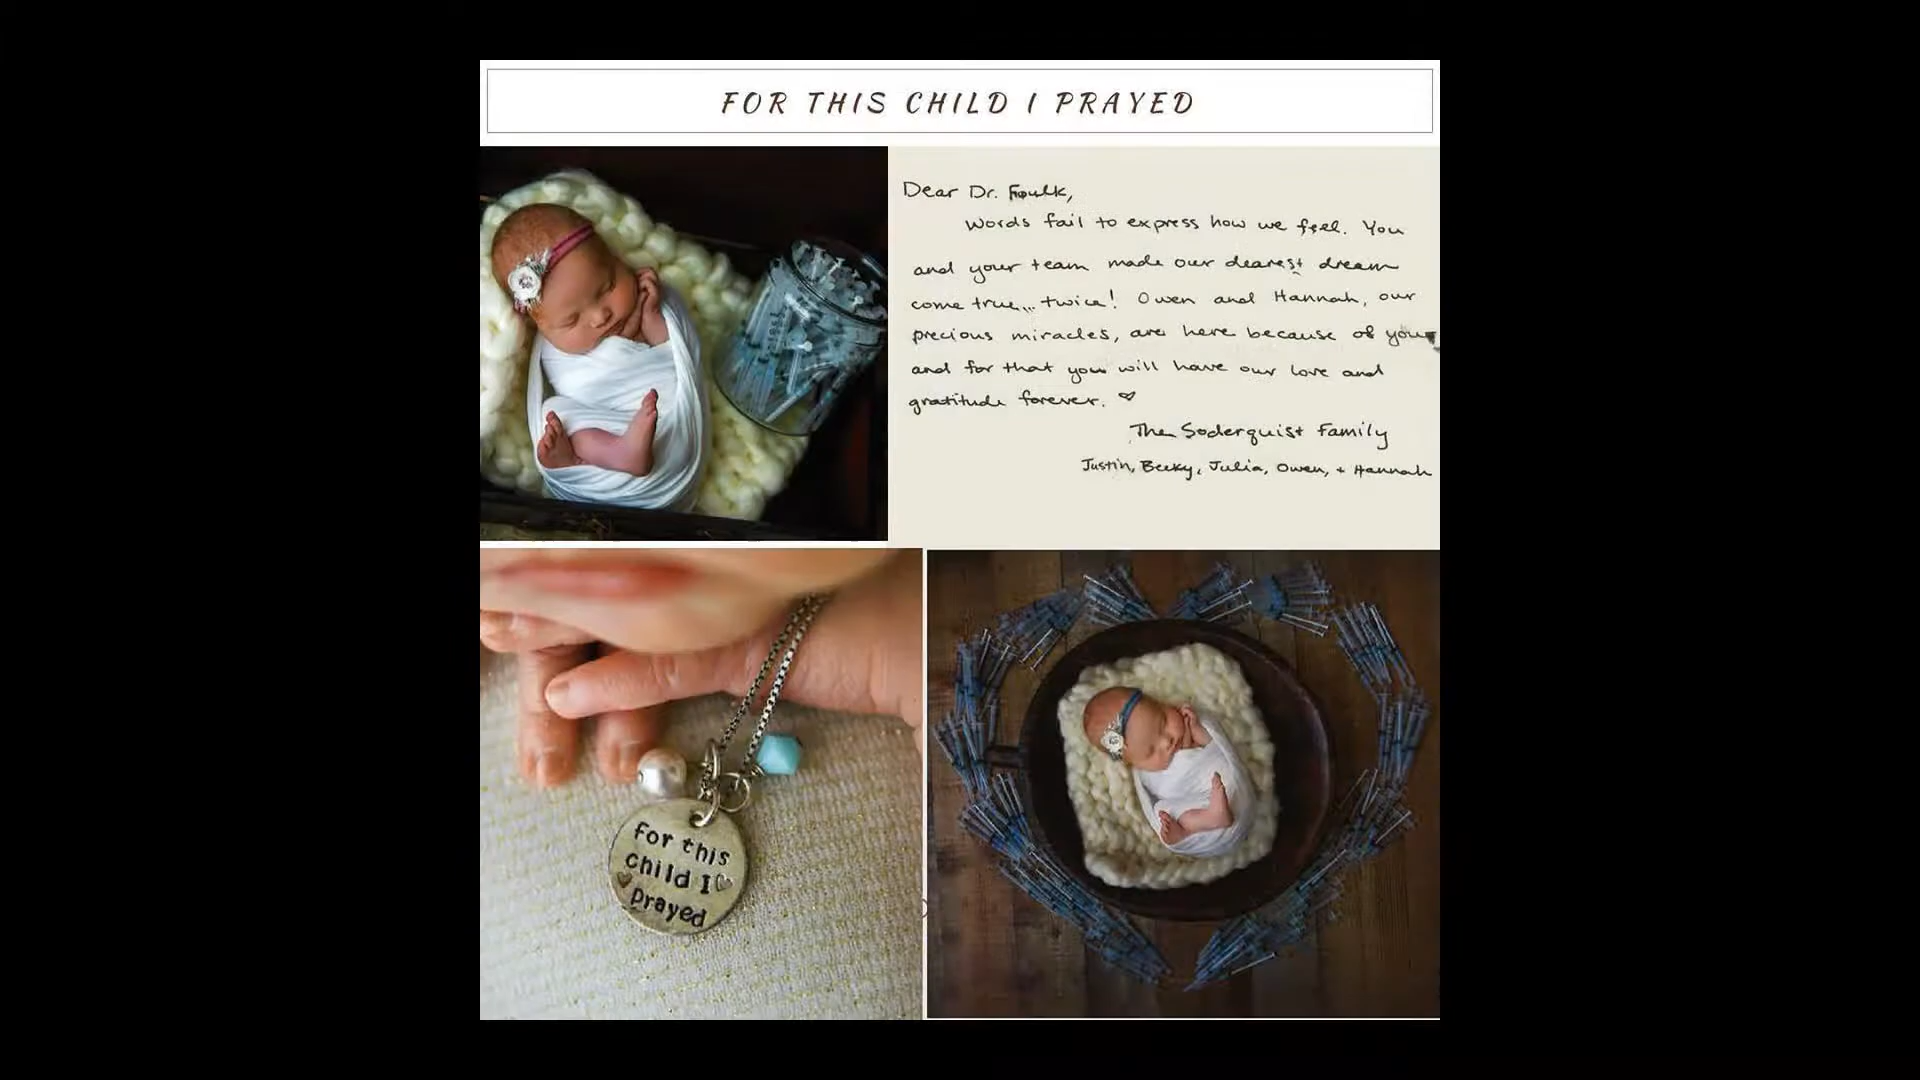 FOR THIS CHILD I PRAYED
Dear Dr. Foulk,
Words fail to express how we feel. You
and your team made our dearest dream
come true... twice! Owen and Hannah, our
precious miracles, are here because of you
and for that you will have our love and
gratitude forever. ♡
The Soderquist Family
Justin, Becky, Julia, Owen, + Hannah
for this
child I
prayed